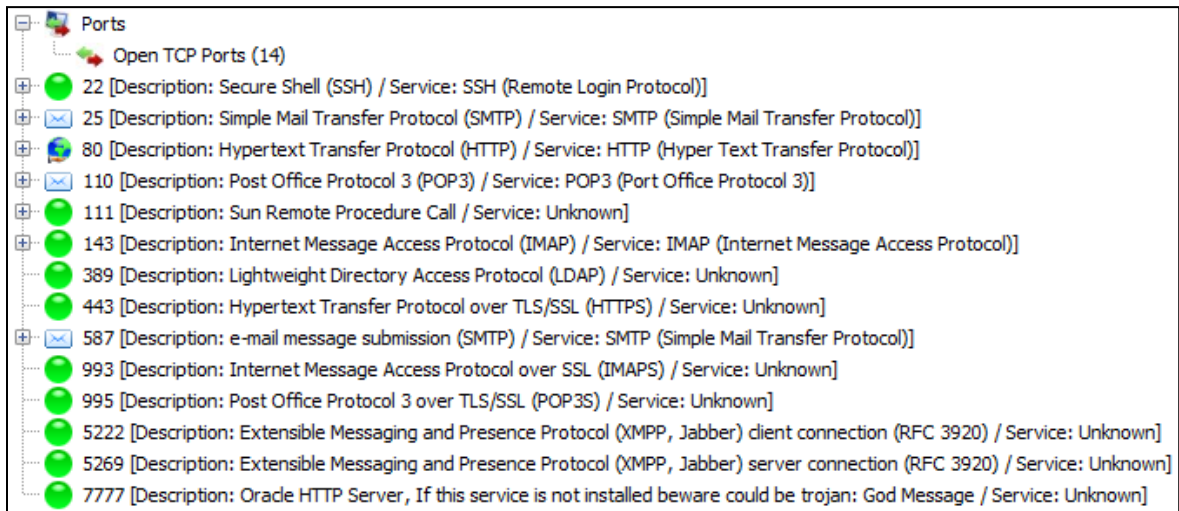 Ports
Open TCP Ports (14)
22 [Description: Secure Shell (SSH) / Service: SSH (Remote Login Protocol)]
25 [Description: Simple Mail Transfer Protocol (SMTP) / Service: SMTP (Simple Mail Transfer Protocol)]
80 [Description: Hypertext Transfer Protocol (HTTP) / Service: HTTP (Hyper Text Transfer Protocol)]
110 [Description: Post Office Protocol 3 (POP3) / Service: POP3 (Port Office Protocol 3)]
111 [Description: Sun Remote Procedure Call / Service: Unknown]
143 [Description: Internet Message Access Protocol (IMAP) / Service: IMAP (Internet Message Access Protocol)]
389 [Description: Lightweight Directory Access Protocol (LDAP) / Service: Unknown]
443 [Description: Hypertext Transfer Protocol over TLS/SSL (HTTPS) / Service: Unknown]
587 [Description: e-mail message submission (SMTP) / Service: SMTP (Simple Mail Transfer Protocol)]
993 [Description: Internet Message Access Protocol over SSL (IMAPS) / Service: Unknown]
995 [Description: Post Office Protocol 3 over TLS/SSL (POP3S) / Service: Unknown]
5222 [Description: Extensible Messaging and Presence Protocol (XMPP, Jabber) client connection (RFC 3920) / Service: Unknown]
5269 [Description: Extensible Messaging and Presence Protocol (XMPP, Jabber) server connection (RFC 3920) / Service: Unknown]
7777 [Description: Oracle HTTP Server, If this service is not installed beware could be trojan: God Message / Service: Unknown]